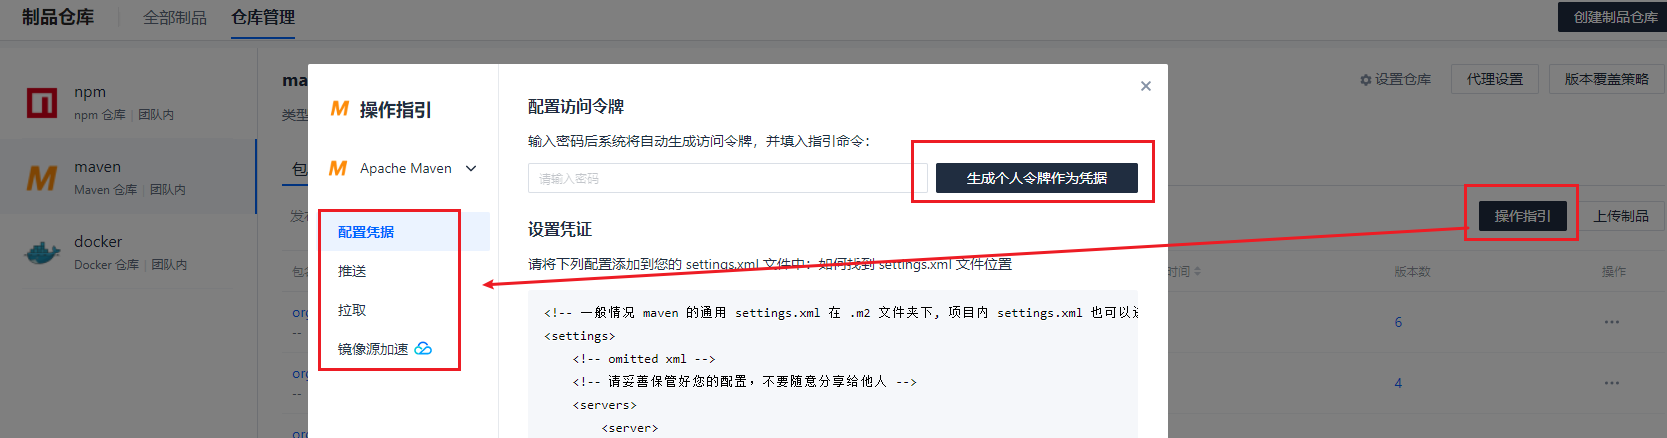 制品仓库 全部制品 仓库管理 创建制品仓库
npm
npm 仓库 | 团队内
maven
Maven 仓库 | 团队内
docker
Docker 仓库 | 团队内
ma
设置仓库 代理设置 版本覆盖策略
类型
包
发布
操作指引 上传制品
包名 时间 版本数 操作
org
--
6 ···
org
--
4 ···
org
M 操作指引
M Apache Maven
配置凭据
推送
拉取
镜像源加速
配置访问令牌
输入密码后系统将自动生成访问令牌，并填入指引命令：
请输入密码 生成个人令牌作为凭据
设置凭证
请将下列配置添加到您的 settings.xml 文件中：如何找到 settings.xml 文件位置
<!-- 一般情况 maven 的通用 settings.xml 在 .m2 文件夹下, 项目内 settings.xml 也可以
<settings>
<!-- omitted xml -->
<!-- 请妥善保管好您的配置，不要随意分享给他人 -->
<servers>
<server>